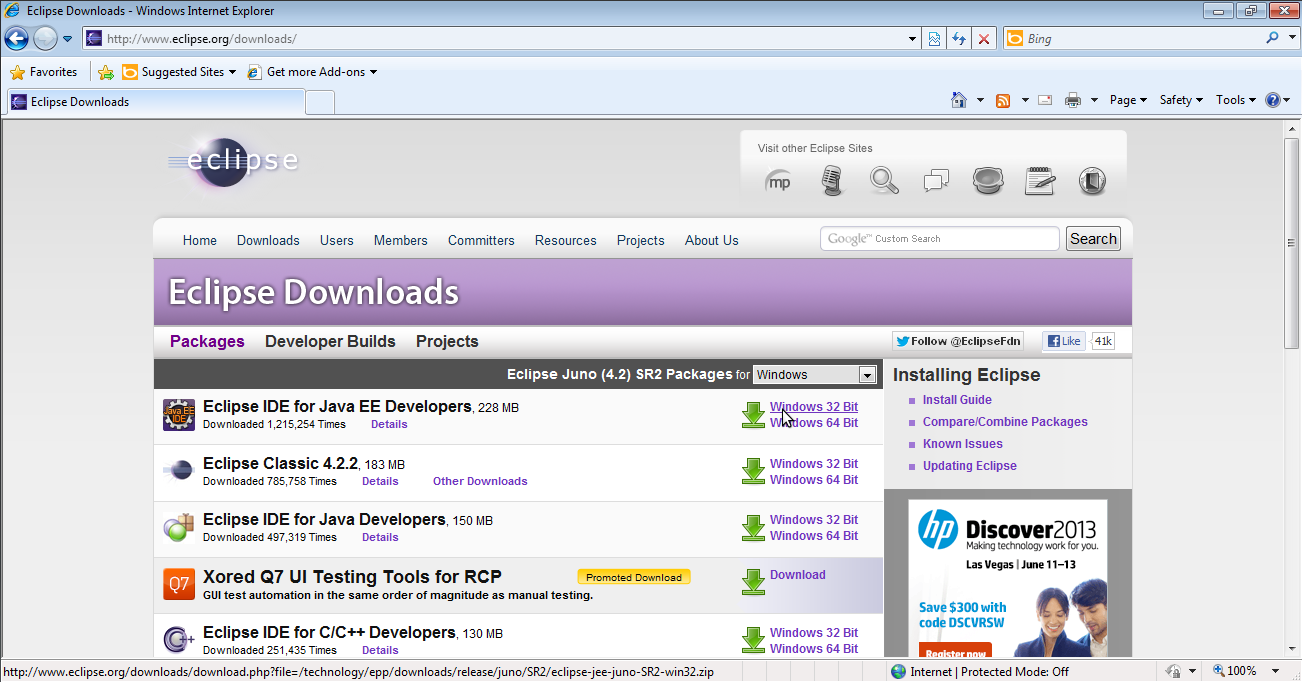 Eclipse Downloads - Windows Internet Explorer
http://www.eclipse.org/downloads/
Bing
Favorites
Suggested Sites
Get more Add-ons
Eclipse Downloads
Page
Safety
Tools
eclipse
Visit other Eclipse Sites
mp
Home Downloads Users Members Committers Resources Projects About Us
Google™ Custom Search
Search
Eclipse Downloads
Packages Developer Builds Projects
Follow @EclipseFdn
Like
41k
Eclipse Juno (4.2) SR2 Packages for Windows
Java EE IDE
Eclipse IDE for Java EE Developers, 228 MB
Downloaded 1,215,254 Times Details
Windows 32 Bit
Windows 64 Bit
Eclipse Classic 4.2.2, 183 MB
Downloaded 785,758 Times Details Other Downloads
Windows 32 Bit
Windows 64 Bit
Eclipse IDE for Java Developers, 150 MB
Downloaded 497,319 Times Details
Windows 32 Bit
Windows 64 Bit
Q7
Xored Q7 UI Testing Tools for RCP
Promoted Download
GUI test automation in the same order of magnitude as manual testing.
Download
C++
Eclipse IDE for C/C++ Developers, 130 MB
Downloaded 251,435 Times Details
Windows 32 Bit
Windows 64 Bit
Installing Eclipse
Install Guide
Compare/Combine Packages
Known Issues
Updating Eclipse
hp
Discover2013
Making technology work for you.
Las Vegas | June 11–13
Save $300 with
code DSCVRSW
Register now
http://www.eclipse.org/downloads/download.php?file=/technology/epp/downloads/release/juno/SR2/eclipse-jee-juno-SR2-win32.zip
Internet | Protected Mode: Off
100%